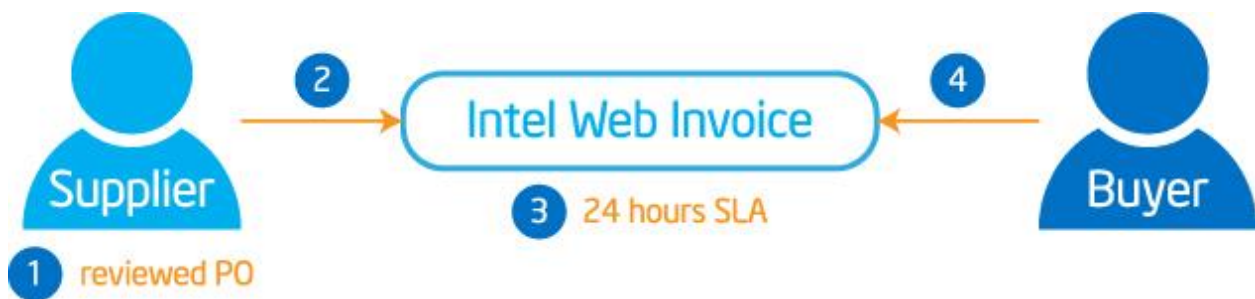 2
4
Intel Web Invoice
Supplier
Buyer
3 24 hours SLA
1 reviewed PO